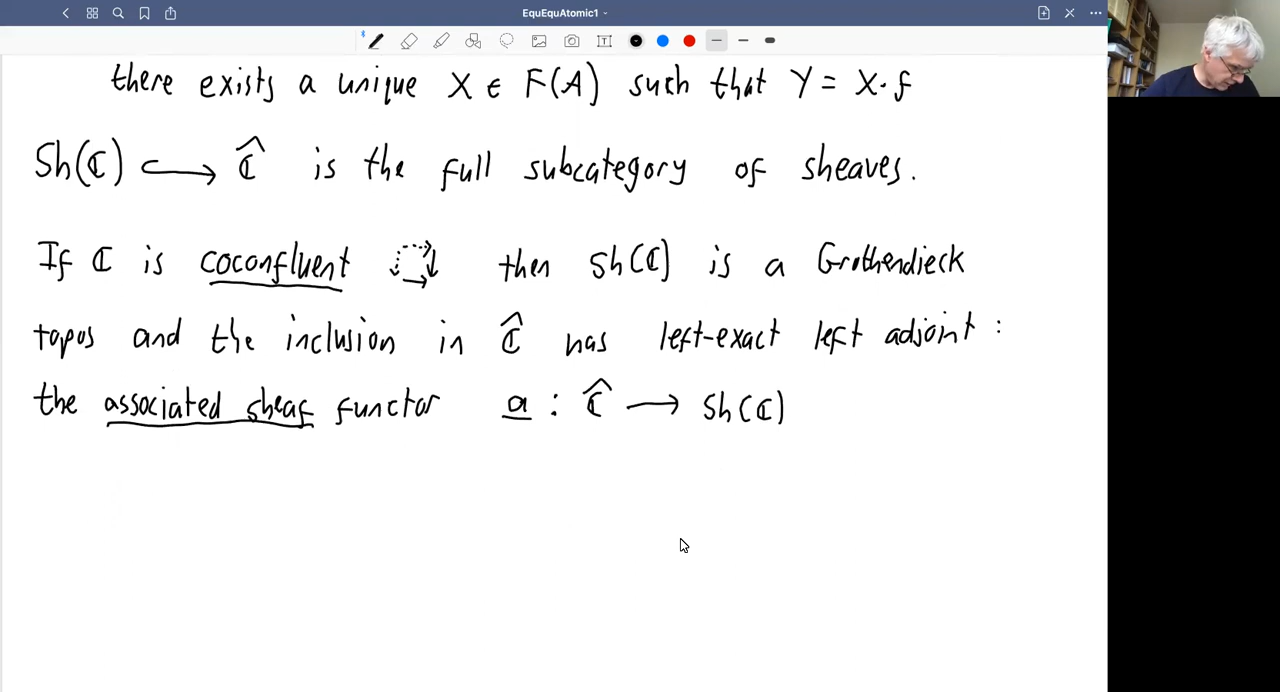 EquEquAtomic1
there exists a unique X ∈ F(A) such that Y = X·f
Sh(ℂ) ↪ ℂ̂ is the full subcategory of sheaves.
If ℂ is coconfluent then Sh(ℂ) is a Grothendieck
topos and the inclusion in ℂ̂ has left-exact left adjoint :
the associated sheaf functor a : ℂ̂ → Sh(ℂ)